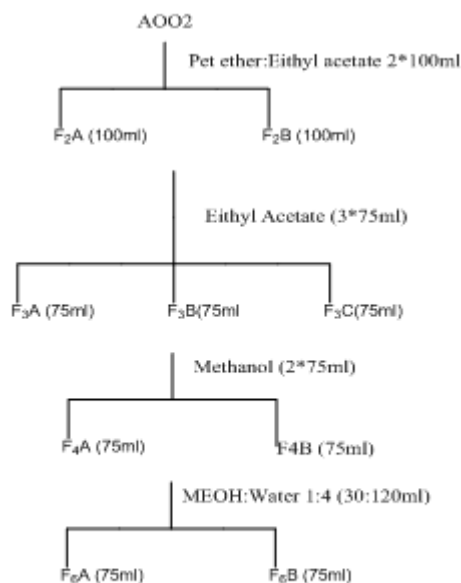 AOO2
Pet ether:Eithyl acetate 2*100ml
F₂A (100ml) F₂B (100ml)
Eithyl Acetate (3*75ml)
F₃A (75ml) F₃B(75ml F₃C(75ml)
Methanol (2*75ml)
F₄A (75ml) F4B (75ml)
MEOH:Water 1:4 (30:120ml)
F₆A (75ml) F₆B (75ml)